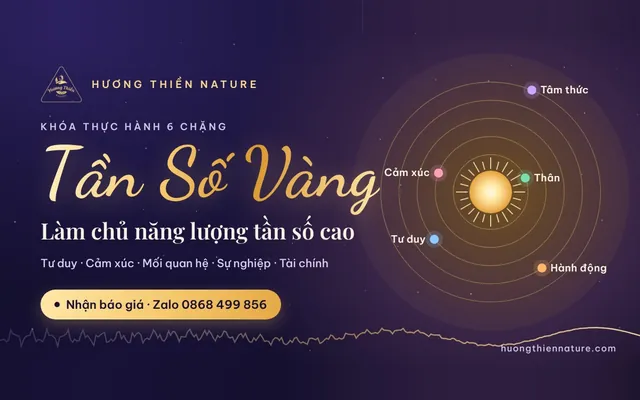 Hương Thiền
HƯƠNG THIỀN NATURE
KHÓA THỰC HÀNH 6 CHẶNG
Tần Số Vàng
Làm chủ năng lượng tần số cao
Tư duy · Cảm xúc · Mối quan hệ · Sự nghiệp · Tài chính
Nhận báo giá · Zalo 0868 499 856
Tâm thức
Cảm xúc
Thân
Tư duy
Hành động
huongthiennature.com